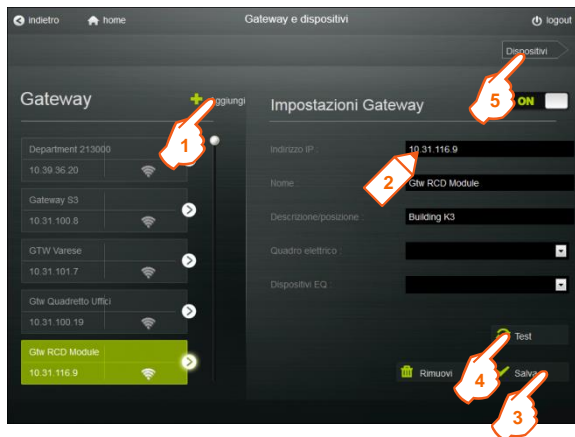 indietro home Gateway e dispositivi logout
Dispositivi
5
ON
Gateway
Aggiungi
1
Impostazioni Gateway
Department 213000
10.39.36.20
Gateway S3
10.31.100.8
GTW Varese
10.31.101.7
Gtw Quadretto Uffici
10.31.100.19
Gtw RCD Module
10.31.116.9
Indirizzo IP :
10.31.116.9
2
Nome :
Gtw RCD Module
Descrizione/posizione :
Building K3
Quadro elettrico :
Dispositivi EQ :
Test
4
Rimuovi
Salva
3